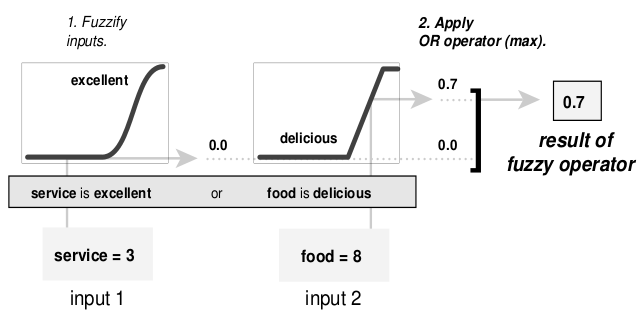 1. Fuzzify
inputs.
2. Apply
OR operator (max).
excellent
0.0
delicious
0.7
0.0
0.7
result of
fuzzy operator
service is excellent or food is delicious
service = 3
food = 8
input 1
input 2